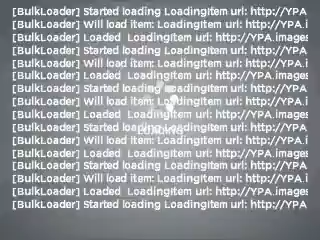 [BulkLoader] Started loading LoadingItem url: http://YPA
[BulkLoader] Will load item: LoadingItem url: http://YPA.i
[BulkLoader] Loaded LoadingItem url: http://YPA.images
[BulkLoader] Started loading LoadingItem url: http://YPA
[BulkLoader] Will load item: LoadingItem url: http://YPA.i
[BulkLoader] Loaded LoadingItem url: http://YPA.images
[BulkLoader] Started loading LoadingItem url: http://YPA
[BulkLoader] Will load item: LoadingItem url: http://YPA.i
[BulkLoader] Loaded LoadingItem url: http://YPA.images
[BulkLoader] Started loading LoadingItem url: http://YPA
LOADING
[BulkLoader] Will load item: LoadingItem url: http://YPA.i
[BulkLoader] Loaded LoadingItem url: http://YPA.images
[BulkLoader] Started loading LoadingItem url: http://YPA
[BulkLoader] Will load item: LoadingItem url: http://YPA.i
[BulkLoader] Loaded LoadingItem url: http://YPA.images
[BulkLoader] Started loading LoadingItem url: http://YPA